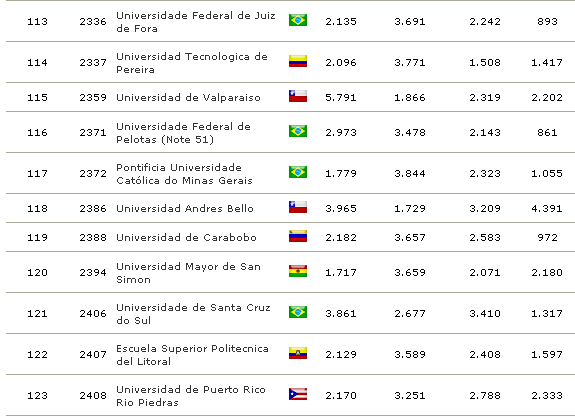 113 2336 Universidade Federal de Juiz de Fora 2.135 3.691 2.242 893
114 2337 Universidad Tecnologica de Pereira 2.096 3.771 1.508 1.417
115 2359 Universidad de Valparaiso 5.791 1.866 2.319 2.202
116 2371 Universidade Federal de Pelotas (Note 51) 2.973 3.478 2.143 861
117 2372 Pontificia Universidade Católica do Minas Gerais 1.779 3.844 2.323 1.055
118 2386 Universidad Andres Bello 3.965 1.729 3.209 4.391
119 2388 Universidad de Carabobo 2.182 3.657 2.583 972
120 2394 Universidad Mayor de San Simon 1.717 3.659 2.071 2.180
121 2406 Universidade de Santa Cruz do Sul 3.861 2.677 3.410 1.317
122 2407 Escuela Superior Politecnica del Litoral 2.129 3.589 2.408 1.597
123 2408 Universidad de Puerto Rico Rio Piedras 2.170 3.251 2.788 2.333